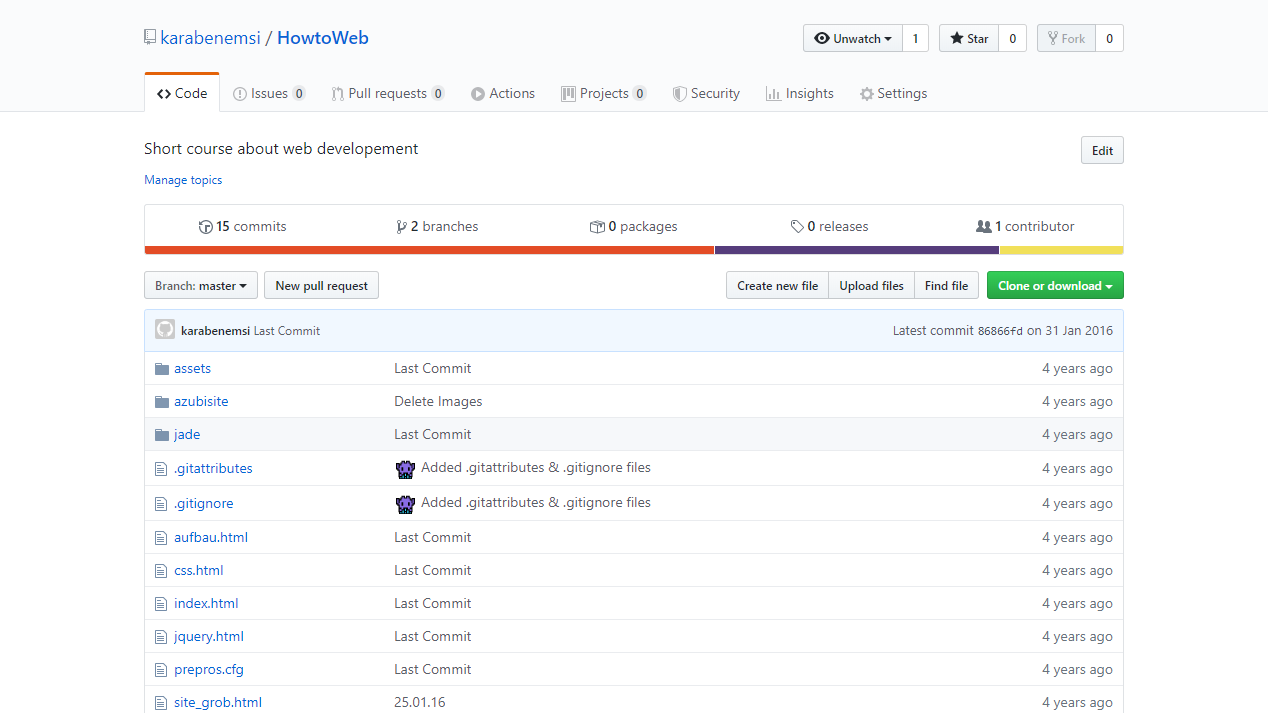 karabenemsi / HowtoWeb Unwatch 1 Star 0 Fork 0
Code Issues 0 Pull requests 0 Actions Projects 0 Security Insights Settings
Short course about web developement Edit
Manage topics
15 commits 2 branches 0 packages 0 releases 1 contributor
Branch: master New pull request Create new file Upload files Find file Clone or download
karabenemsi Last Commit Latest commit 86866fd on 31 Jan 2016
assets Last Commit 4 years ago
azubisite Delete Images 4 years ago
jade Last Commit 4 years ago
.gitattributes Added .gitattributes & .gitignore files 4 years ago
.gitignore Added .gitattributes & .gitignore files 4 years ago
aufbau.html Last Commit 4 years ago
css.html Last Commit 4 years ago
index.html Last Commit 4 years ago
jquery.html Last Commit 4 years ago
prepros.cfg Last Commit 4 years ago
site_grob.html 25.01.16 4 years ago